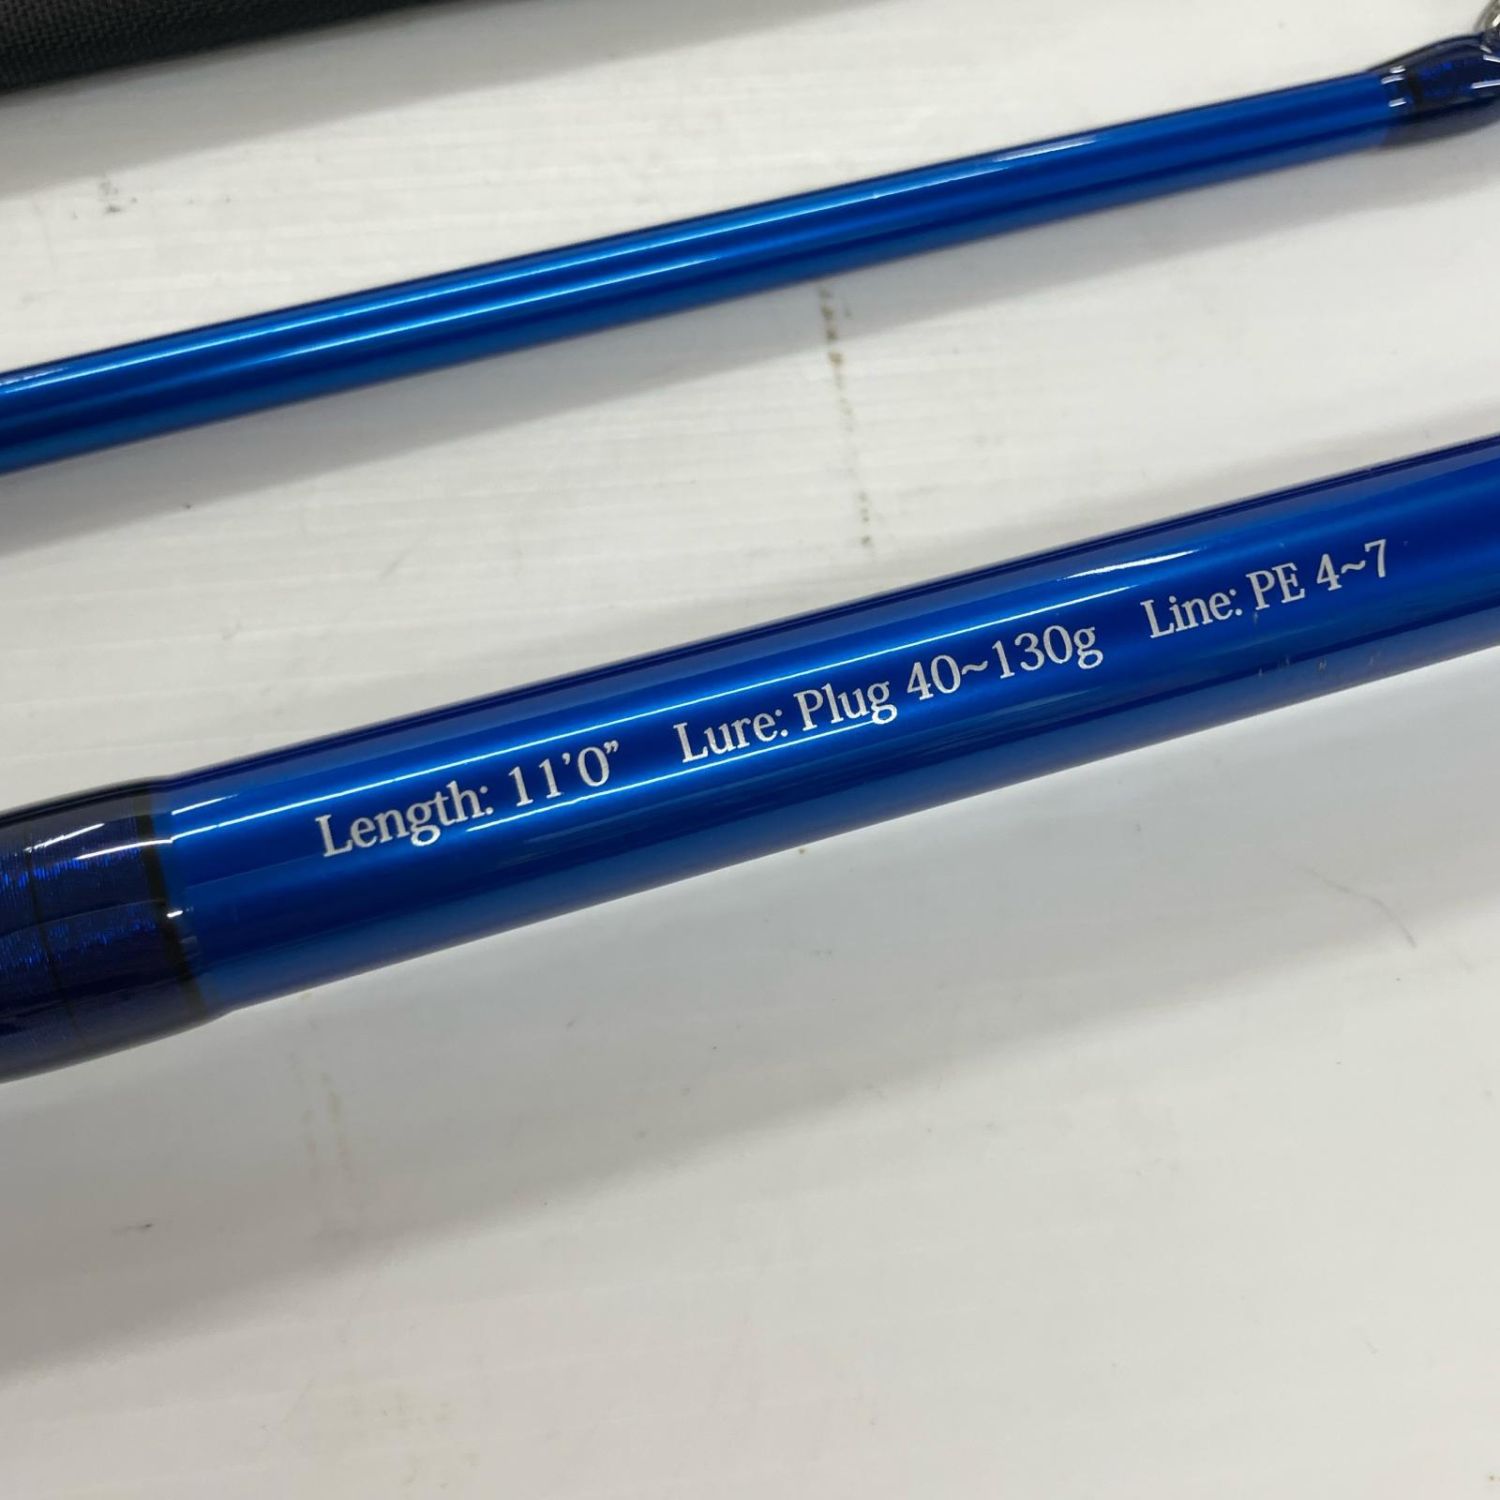 Length: 11'0” Lure: Plug 40~130g Line: PE 4~7